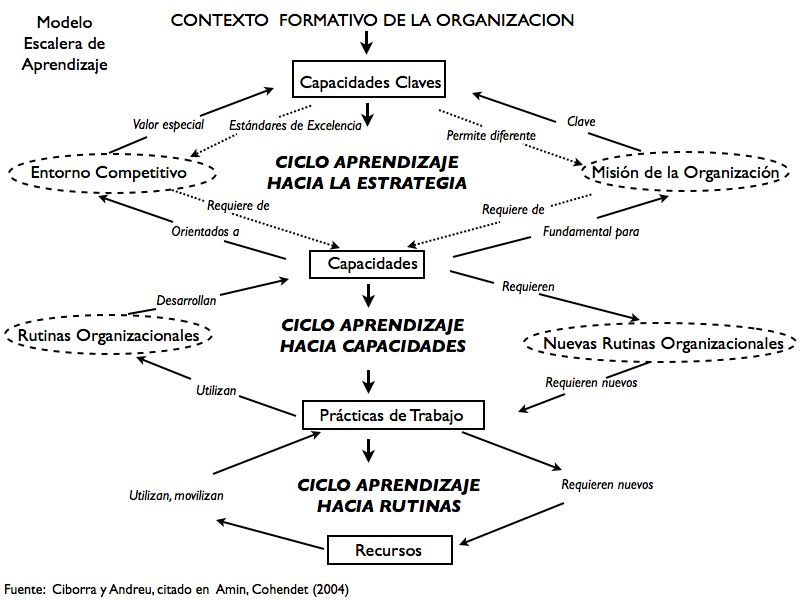 Modelo
Escalera de
Aprendizaje
CONTEXTO FORMATIVO DE LA ORGANIZACION
Capacidades Claves
Valor especial
Estándares de Excelencia
Permite diferente
Clave
CICLO APRENDIZAJE
HACIA LA ESTRATEGIA
Entorno Competitivo
Misión de la Organización
Requiere de
Requiere de
Orientados a
Fundamental para
Capacidades
Desarrollan
Requieren
CICLO APRENDIZAJE
HACIA CAPACIDADES
Rutinas Organizacionales
Nuevas Rutinas Organizacionales
Utilizan
Requieren nuevos
Prácticas de Trabajo
CICLO APRENDIZAJE
HACIA RUTINAS
Utilizan, movilizan
Requieren nuevos
Recursos
Fuente: Ciborra y Andreu, citado en Amin, Cohendet (2004)